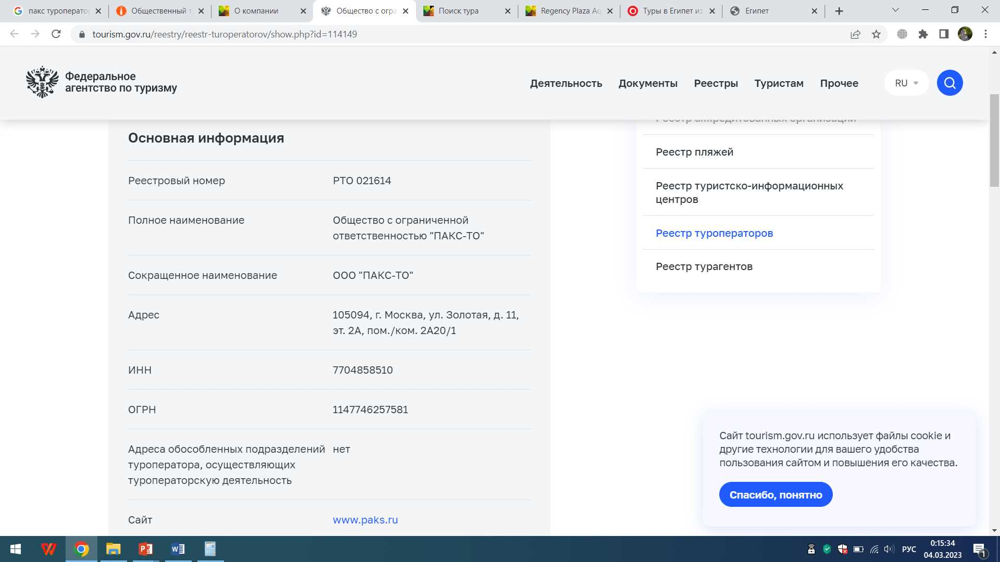 пакс туроперато
Общественный т
О компании
Общество с огра
Поиск тура
Regency Plaza Aq
Туры в Египет из
Египет
tourism.gov.ru/reestry/reestr-turoperatorov/show.php?id=114149
Федеральное
агентство по туризму
Деятельность
Документы
Реестры
Туристам
Прочее
RU
Основная информация
Реестровый номер
РТО 021614
Полное наименование
Общество с ограниченной
ответственностью "ПАКС-ТО"
Сокращенное наименование
ООО "ПАКС-ТО"
Адрес
105094, г. Москва, ул. Золотая, д. 11,
эт. 2А, пом./ком. 2А20/1
ИНН
7704858510
ОГРН
1147746257581
Адреса обособленных подразделений
туроператора, осуществляющих
туроператорскую деятельность
нет
Сайт
www.paks.ru
Реестр аккредитованных организаций
Реестр пляжей
Реестр туристско-информационных
центров
Реестр туроператоров
Реестр турагентов
Сайт tourism.gov.ru использует файлы cookie и
другие технологии для вашего удобства
пользования сайтом и повышения его качества.
Спасибо, понятно
РУС
0:15:34
04.03.2023
1